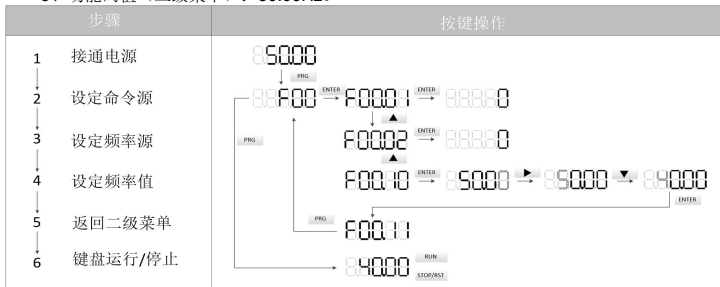 步骤 按键操作
1 接通电源 50.00
PRG
2 设定命令源 F00 ENTER F00.01 ENTER 0
▲
3 设定频率源 PRG F00.02 ENTER 0
▲
4 设定频率值 F00.10 ENTER 50.00 ▶ 50.00 ▼ 40.00
ENTER
5 返回二级菜单 PRG F00.11
6 键盘运行/停止 40.00 RUN
STOP/RST